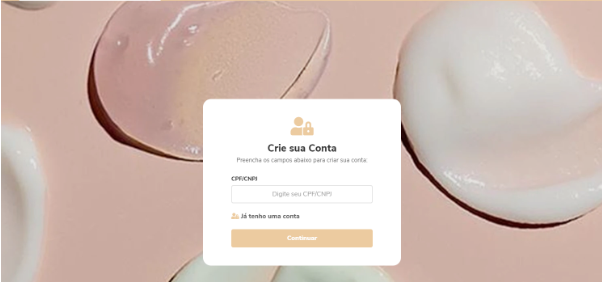 Crie sua Conta
Preencha os campos abaixo para criar sua conta:
CPF/CNPJ
Digite seu CPF/CNPJ
Já tenho uma conta
Continuar